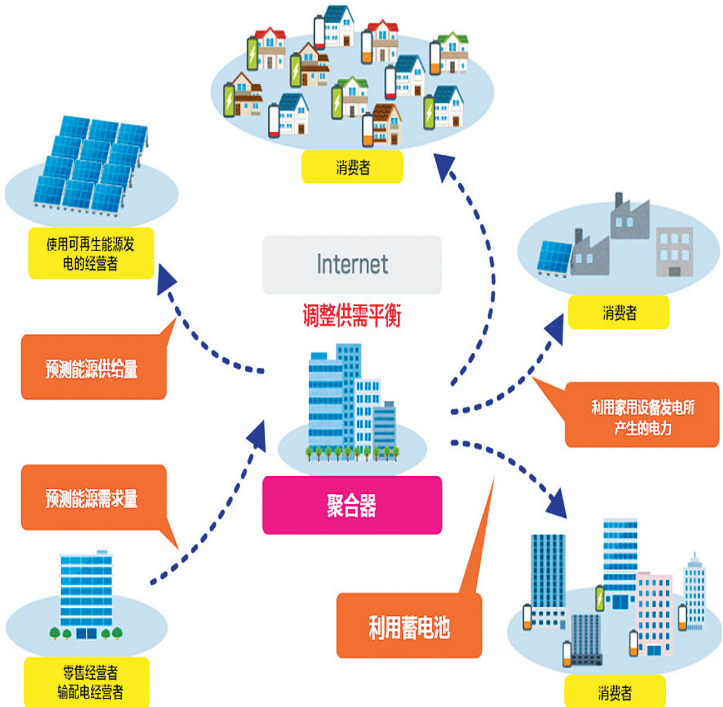 消费者
使用可再生能源发
电的经营者
Internet
调整供需平衡
消费者
预测能源供给量
利用家用设备发电所
产生的电力
预测能源需求量
聚合器
利用蓄电池
零售经营者
输配电经营者
消费者